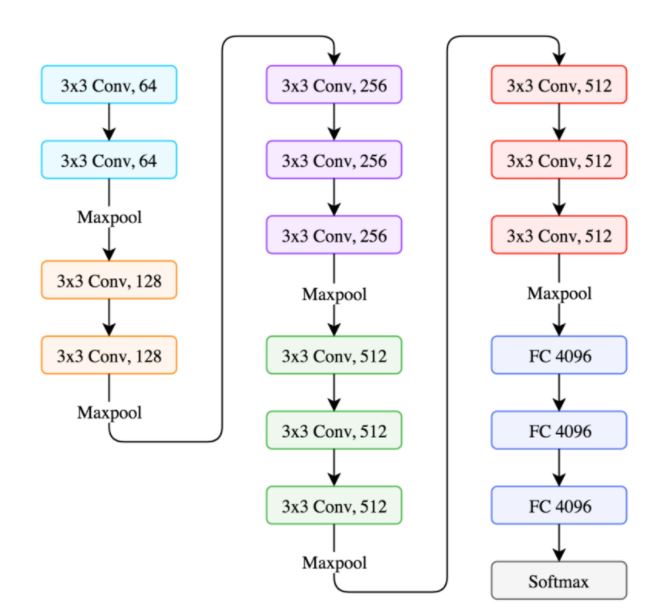 3x3 Conv, 64
3x3 Conv, 64
Maxpool
3x3 Conv, 128
3x3 Conv, 128
Maxpool
3x3 Conv, 256
3x3 Conv, 256
3x3 Conv, 256
Maxpool
3x3 Conv, 512
3x3 Conv, 512
3x3 Conv, 512
Maxpool
3x3 Conv, 512
3x3 Conv, 512
3x3 Conv, 512
Maxpool
FC 4096
FC 4096
FC 4096
Softmax